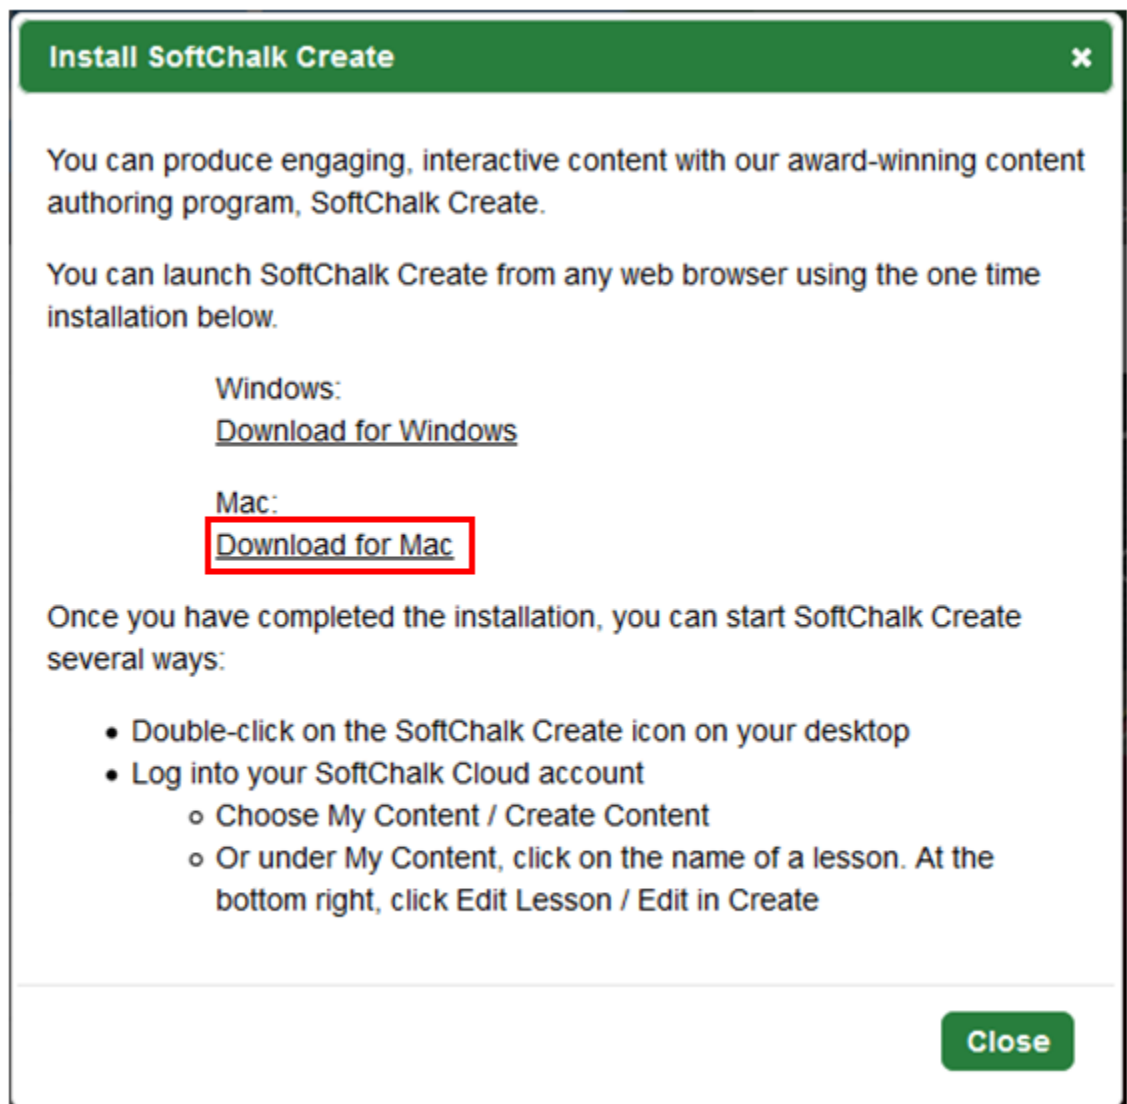 Install SoftChalk Create
You can produce engaging, interactive content with our award-winning content
authoring program, SoftChalk Create.
You can launch SoftChalk Create from any web browser using the one time
installation below.
Windows:
Download for Windows
Mac:
Download for Mac
Once you have completed the installation, you can start SoftChalk Create
several ways:
• Double-click on the SoftChalk Create icon on your desktop
• Log into your SoftChalk Cloud account
○ Choose My Content / Create Content
○ Or under My Content, click on the name of a lesson. At the
bottom right, click Edit Lesson / Edit in Create
Close